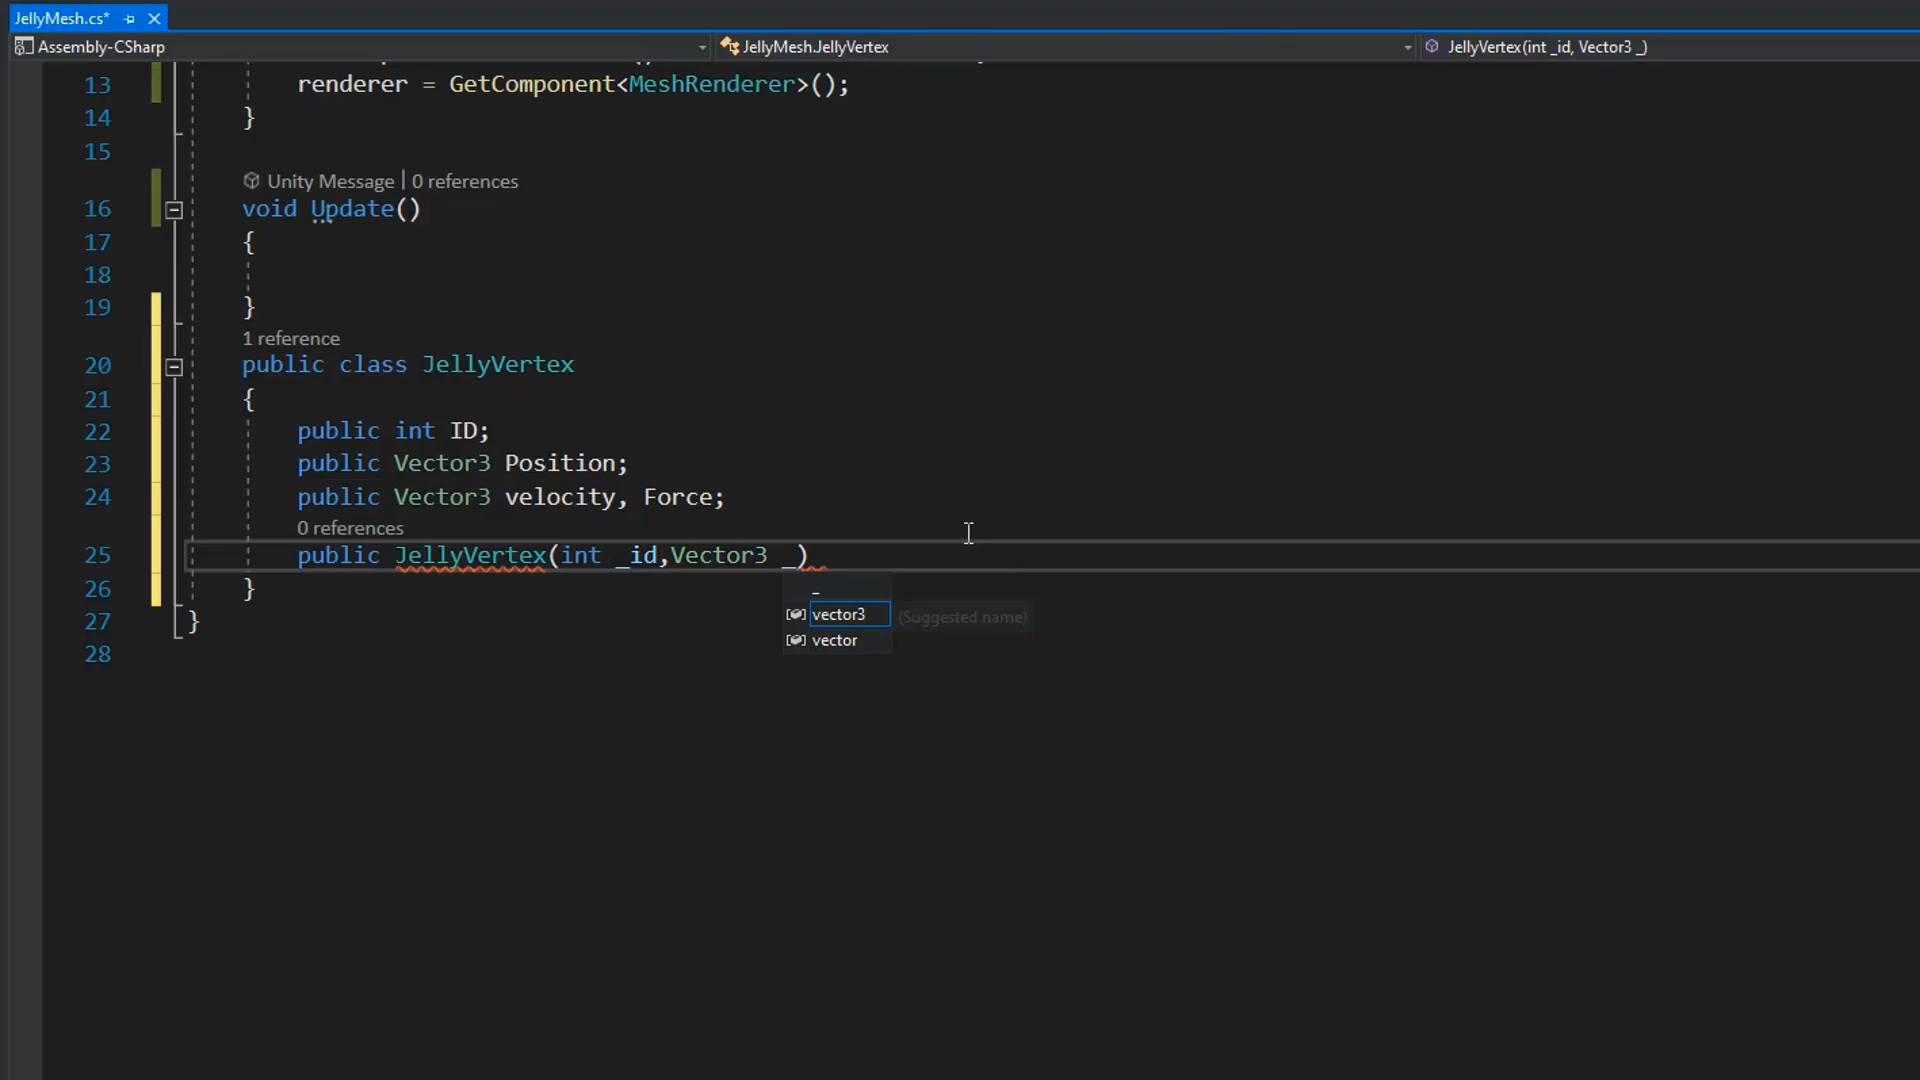 JellyMesh.cs*
Assembly-CSharp JellyMesh.JellyVertex JellyVertex(int _id, Vector3 _)
13 renderer = GetComponent<MeshRenderer>();
14 }
15
Unity Message | 0 references
16 void Update()
17 {
18
19 }
1 reference
20 public class JellyVertex
21 {
22 public int ID;
23 public Vector3 Position;
24 public Vector3 velocity, Force;
0 references
25 public JellyVertex(int _id,Vector3 _)
26 }
_
vector3 (Suggested name)
27 }
vector
28